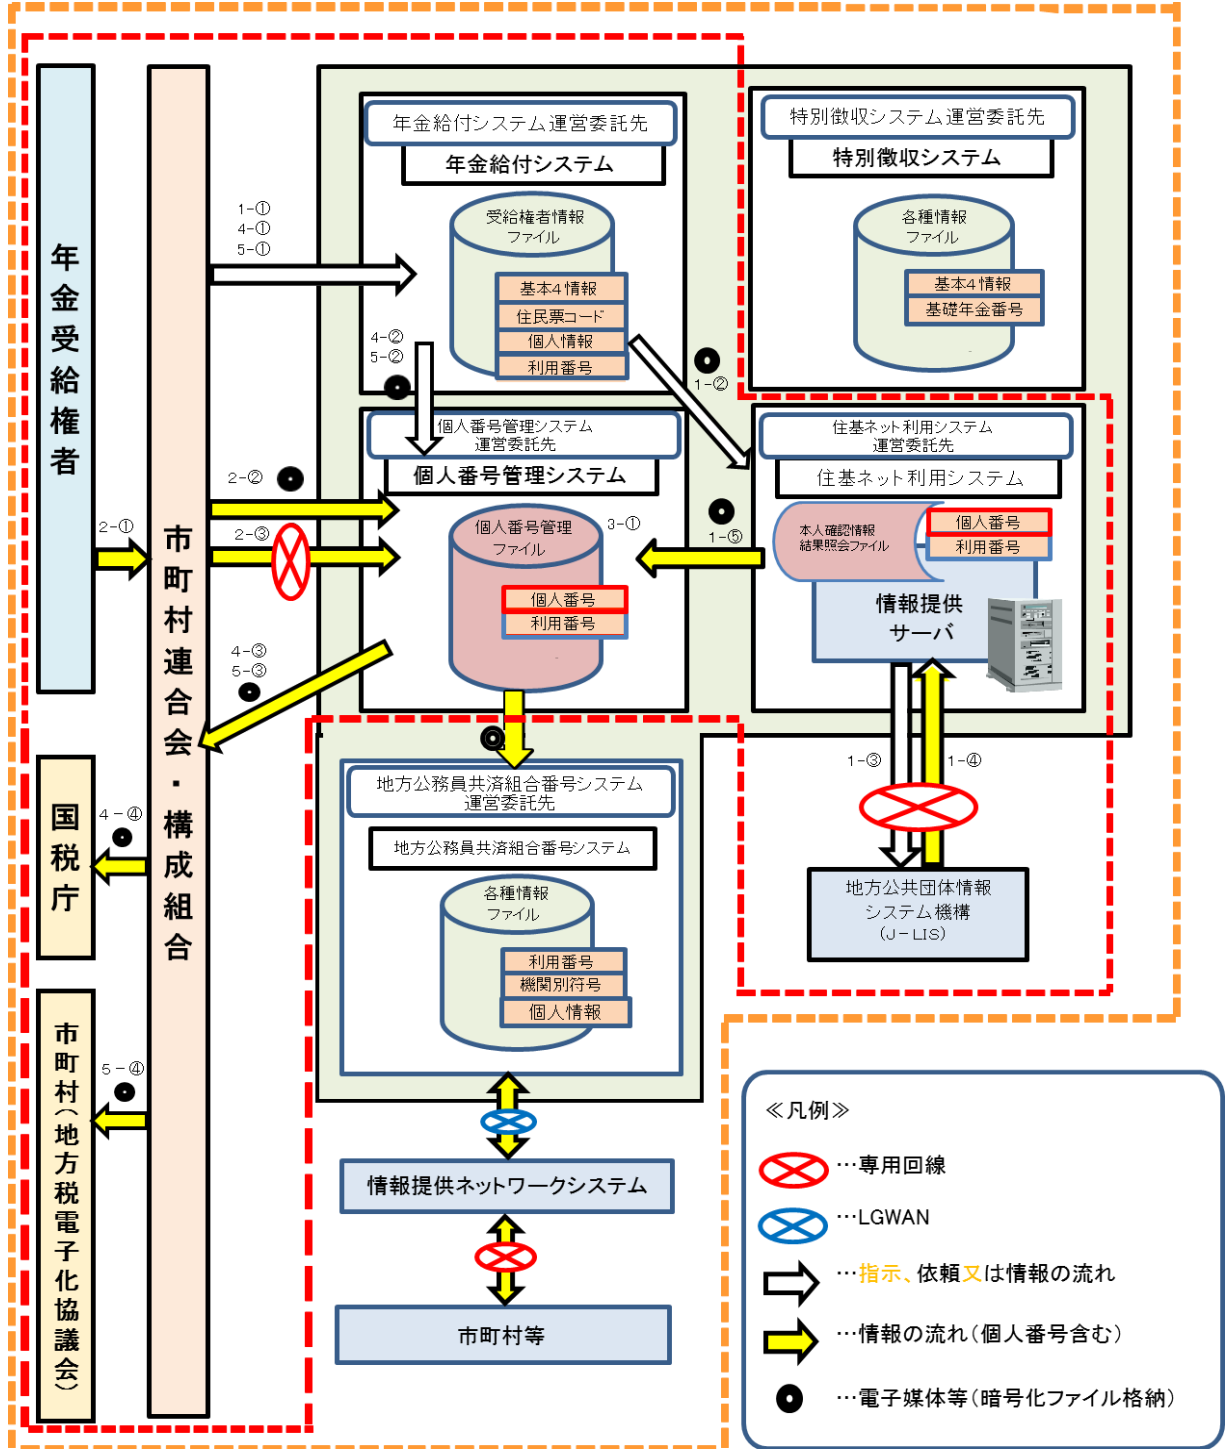 年金受給権者
市町村連合会・構成組合
国税庁
市町村(地方税電子化協議会)
年金給付システム運営委託先
年金給付システム
受給権者情報
ファイル
基本4情報
住民票コード
個人情報
利用番号
特別徴収システム運営委託先
特別徴収システム
各種情報
ファイル
基本4情報
基礎年金番号
1-①
4-①
5-①
4-②
5-②
1-②
個人番号管理システム
運営委託先
個人番号管理システム
個人番号管理
ファイル
個人番号
利用番号
住基ネット利用システム
運営委託先
住基ネット利用システム
本人確認情報
結果照会ファイル
個人番号
利用番号
情報提供
サーバ
2-①
2-②
2-③
3-①
1-⑤
4-③
5-③
1-③
1-④
4-④
5-④
地方公務員共済組合番号システム
運営委託先
地方公務員共済組合番号システム
各種情報
ファイル
利用番号
機関別符号
個人情報
地方公共団体情報
システム機構
(J-LIS)
情報提供ネットワークシステム
市町村等
≪凡例≫
…専用回線
…LGWAN
…指示、依頼又は情報の流れ
…情報の流れ(個人番号含む)
…電子媒体等(暗号化ファイル格納)